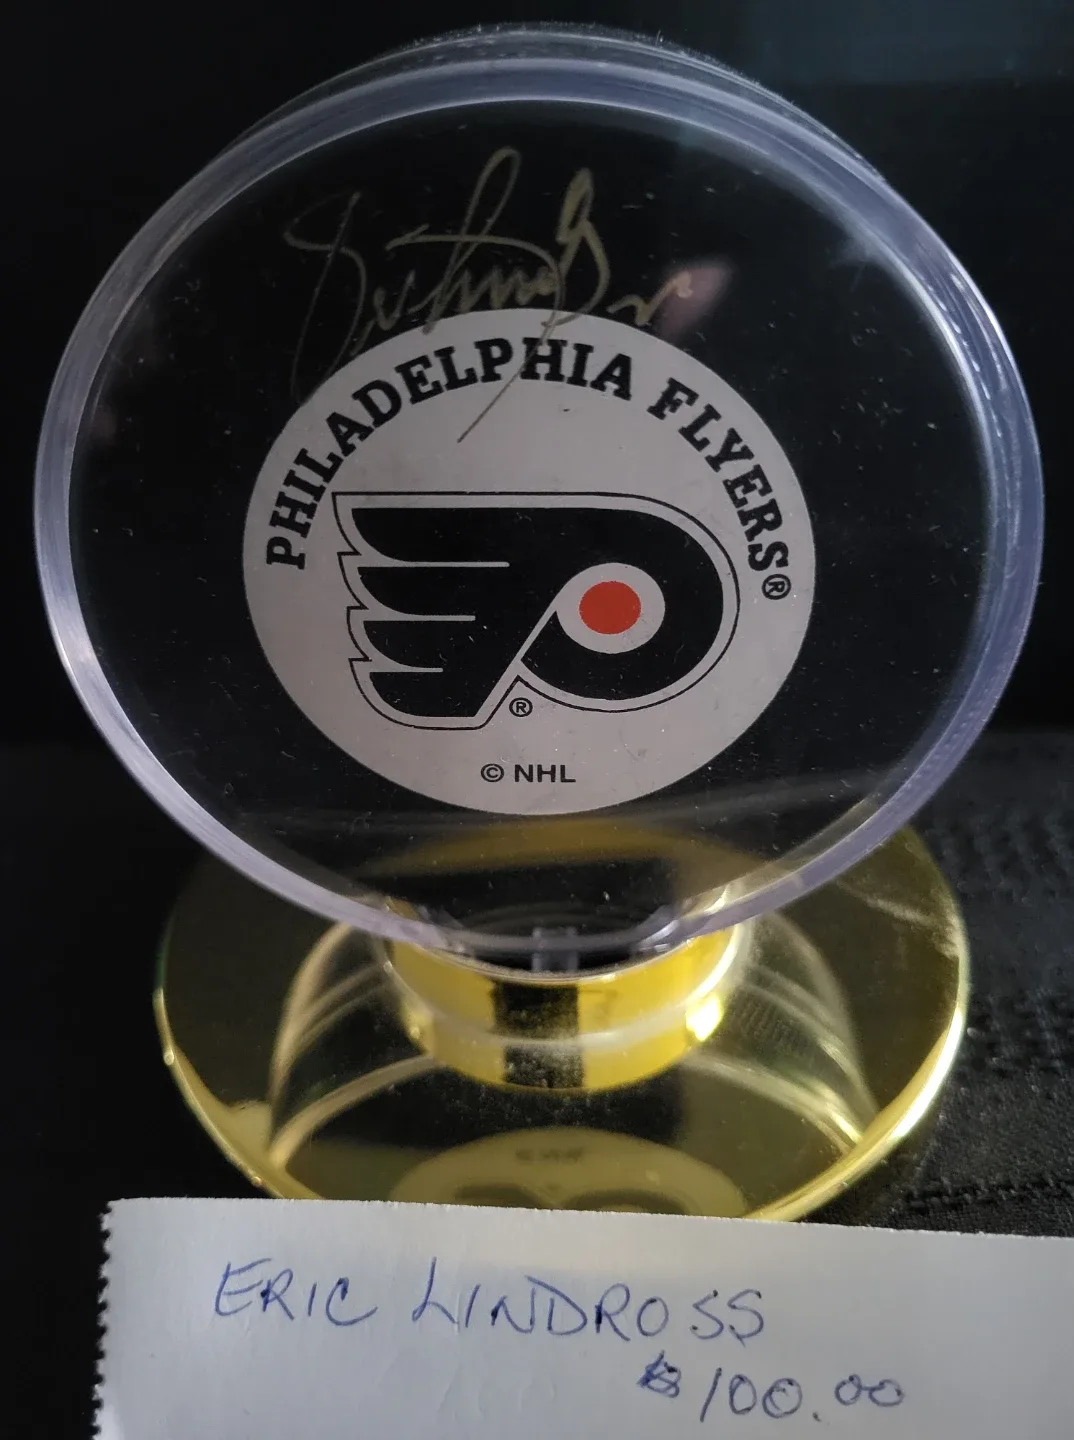 PHILADELPHIA FLYERS®
®
© NHL
ERIC LINDROSS
$100.00